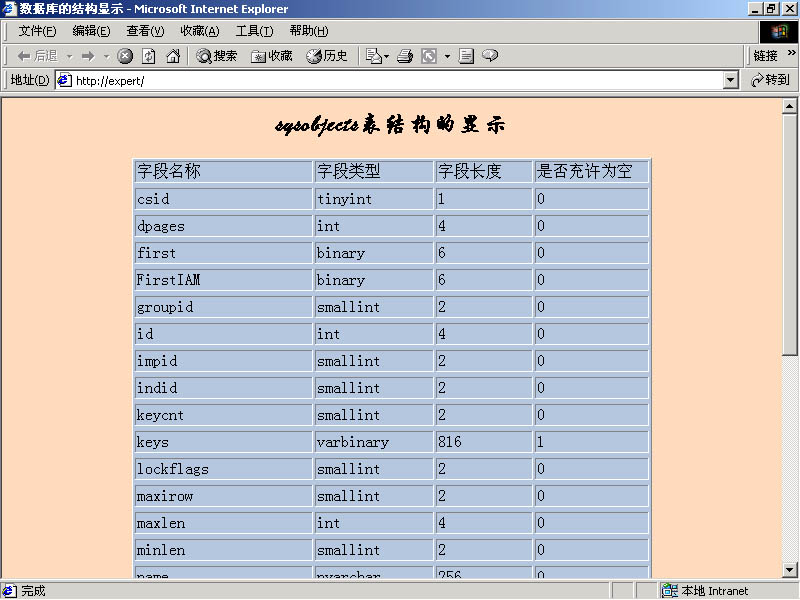 数据库的结构显示 - Microsoft Internet Explorer
文件(F) 编辑(E) 查看(V) 收藏(A) 工具(T) 帮助(H)
后退 搜索 收藏 历史 链接 »
地址(D) http://expert/ 转到
sysobjects表结构的显示
字段名称 字段类型 字段长度 是否充许为空
csid tinyint 1 0
dpages int 4 0
first binary 6 0
FirstIAM binary 6 0
groupid smallint 2 0
id int 4 0
impid smallint 2 0
indid smallint 2 0
keycnt smallint 2 0
keys varbinary 816 1
lockflags smallint 2 0
maxirow smallint 2 0
maxlen int 4 0
minlen smallint 2 0
name nvarchar 256 0
完成 本地 Intranet